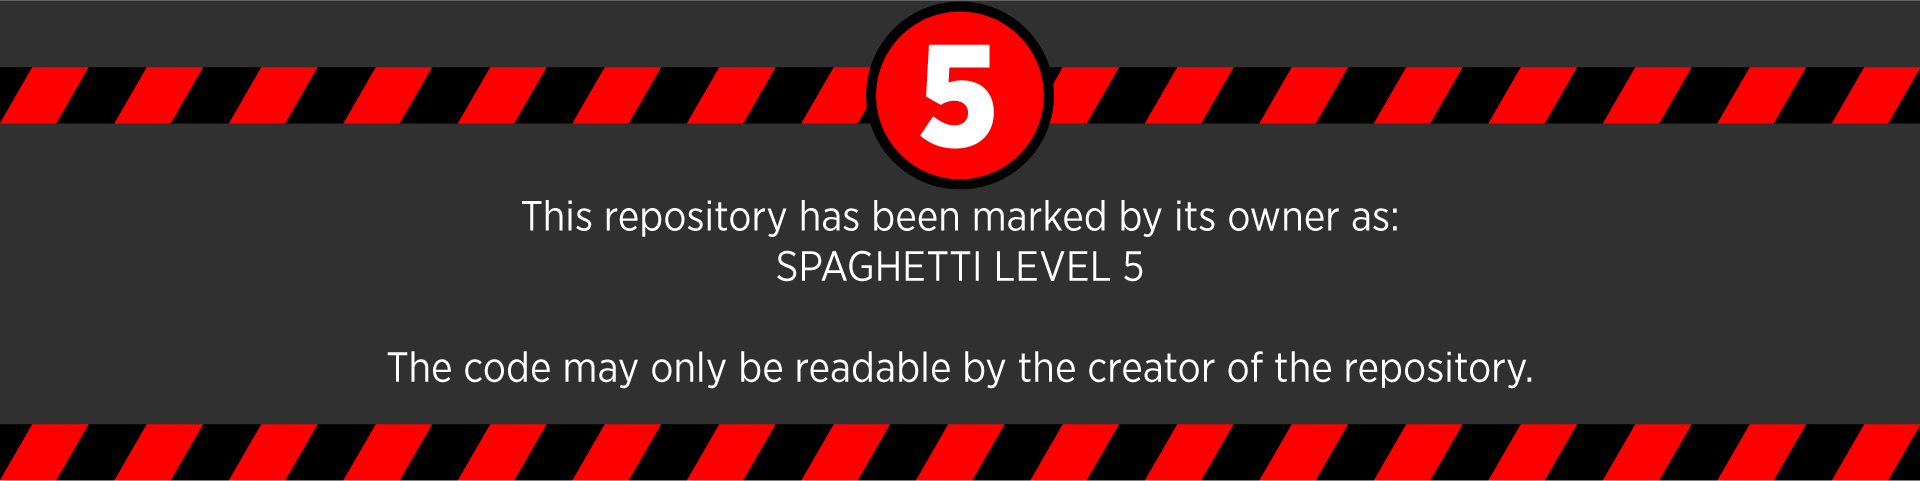 5
This repository has been marked by its owner as:
SPAGHETTI LEVEL 5
The code may only be readable by the creator of the repository.